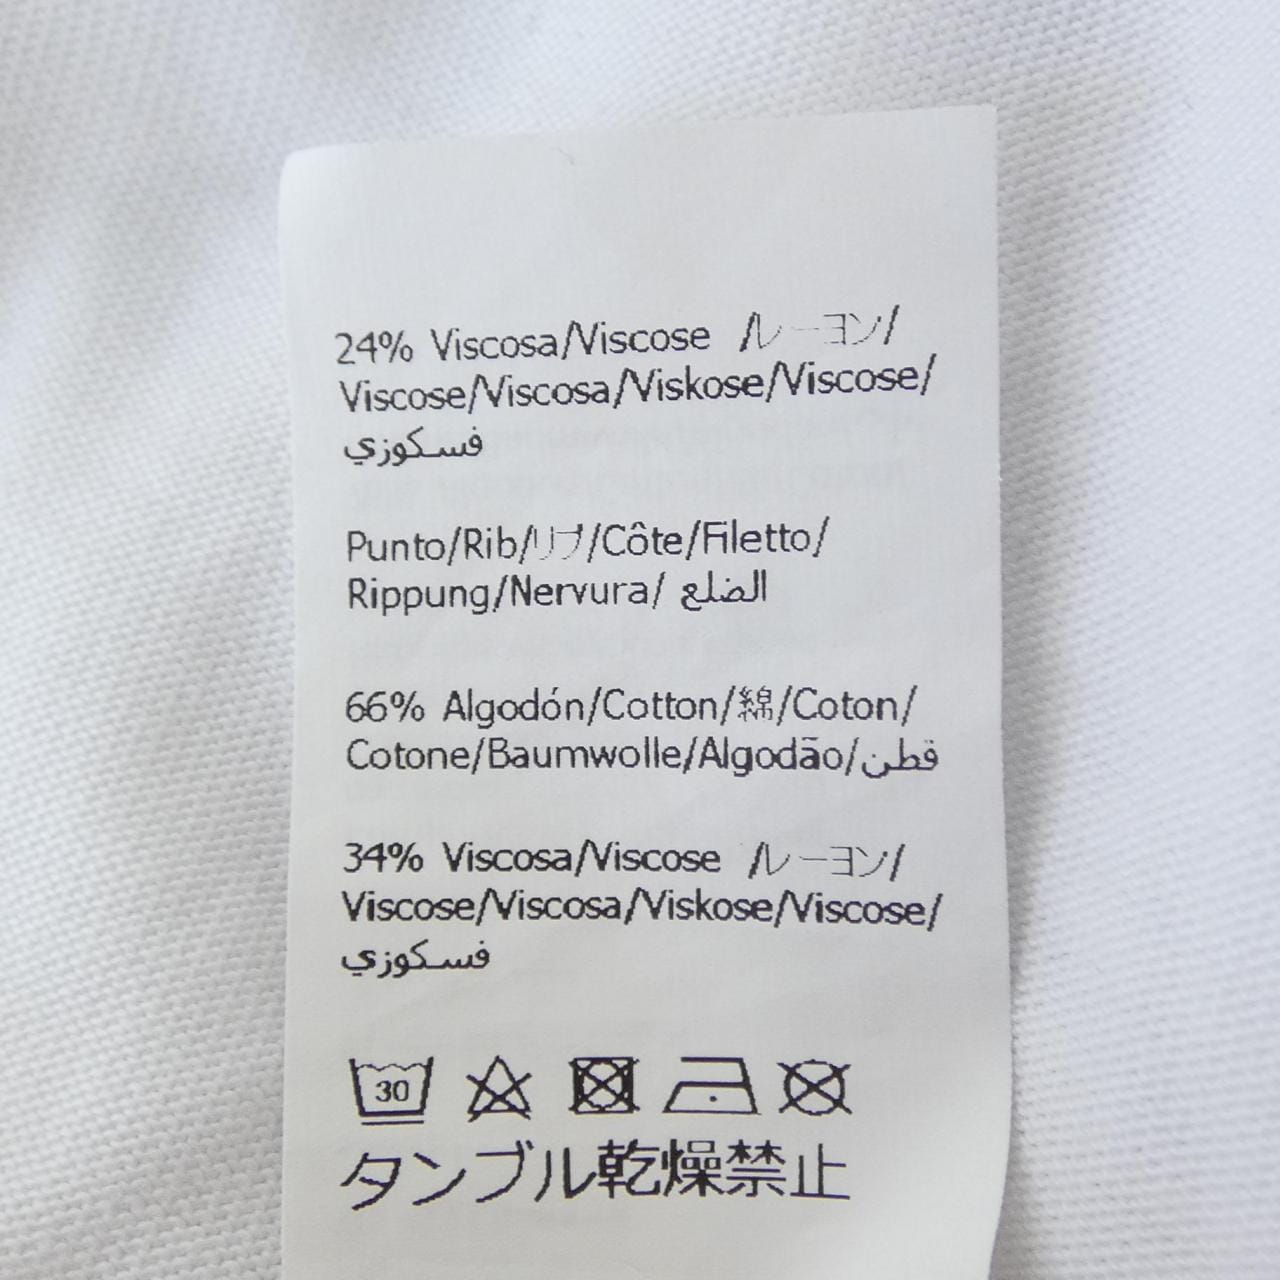 24% Viscosa/Viscose /レーヨン/
Viscose/Viscosa/Viskose/Viscose/
فسكوزي
Punto/Rib/リブ/Côte/Filetto/
Rippung/Nervura/ الضلع
66% Algodón/Cotton/綿/Coton/
Cotone/Baumwolle/Algodão/قطن
34% Viscosa/Viscose /レーヨン/
Viscose/Viscosa/Viskose/Viscose/
فسكوزي
30
タンブル乾燥禁止